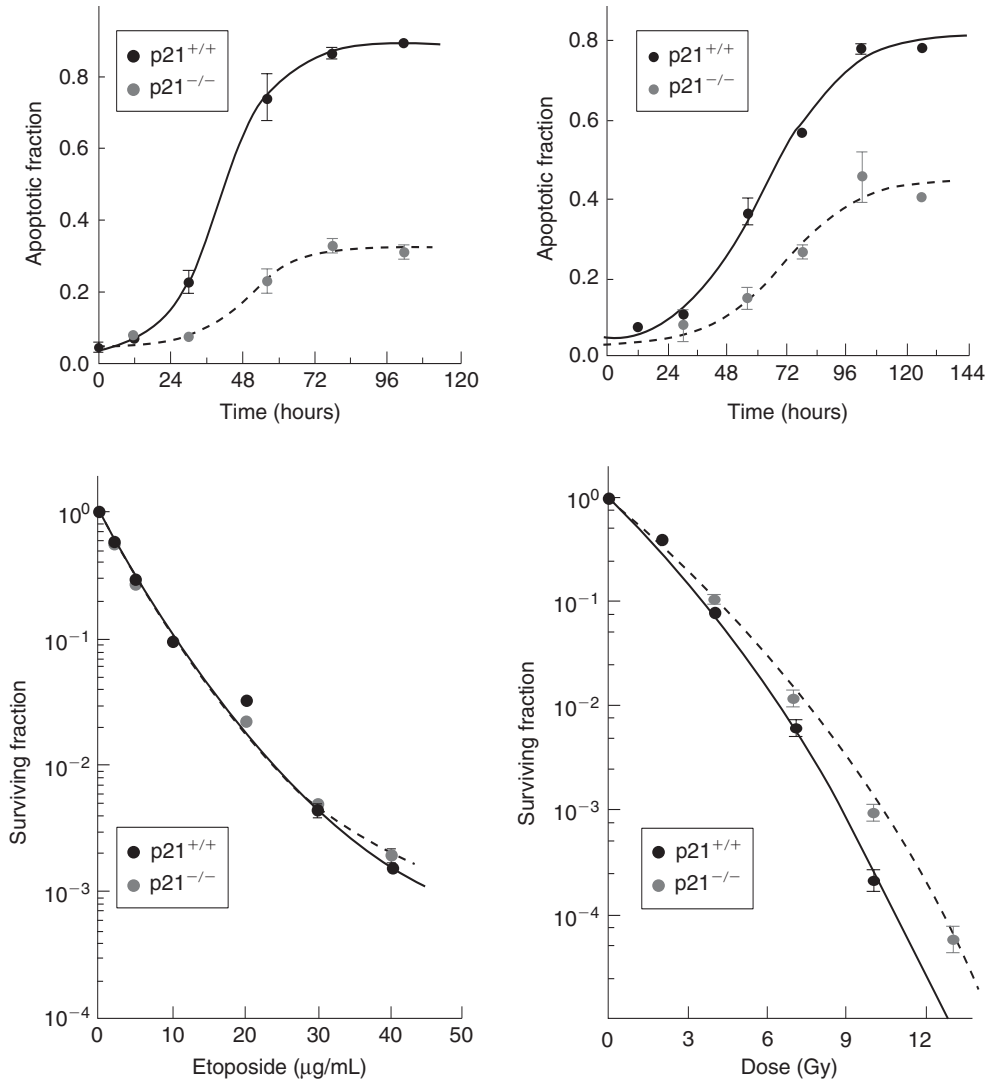 p21+/+
p21−/−
Apoptotic fraction
0.8
0.6
0.4
0.2
0.0
0 24 48 72 96 120
Time (hours)
p21+/+
p21−/−
Apoptotic fraction
0.8
0.6
0.4
0.2
0.0
0 24 48 72 96 120 144
Time (hours)
10^0
10^-1
10^-2
10^-3
10^-4
Surviving fraction
p21+/+
p21−/−
0 10 20 30 40 50
Etoposide (μg/mL)
10^0
10^-1
10^-2
10^-3
10^-4
Surviving fraction
p21+/+
p21−/−
0 3 6 9 12
Dose (Gy)